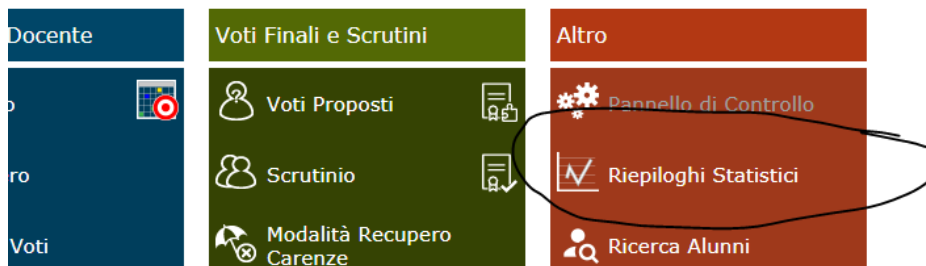 Docente
Voti Finali e Scrutini
Altro
Voti Proposti
Pannello di Controllo
ro
Scrutinio
Riepiloghi Statistici
Voti
Modalità Recupero
Carenze
Ricerca Alunni